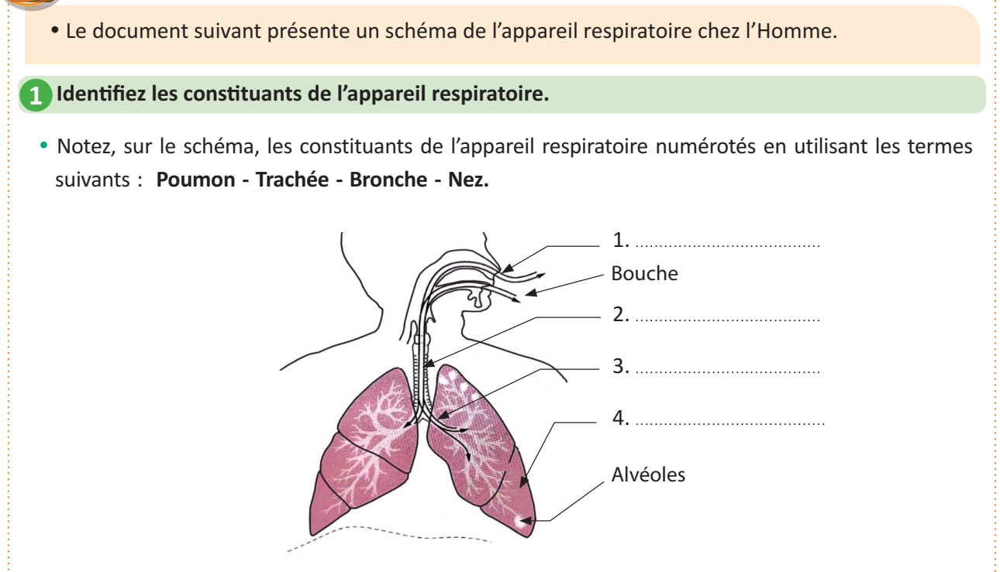 • Le document suivant présente un schéma de l’appareil respiratoire chez l’Homme.
1 Identifiez les constituants de l’appareil respiratoire.
• Notez, sur le schéma, les constituants de l’appareil respiratoire numérotés en utilisant les termes
suivants : Poumon - Trachée - Bronche - Nez.
1. ....................................
Bouche
2. ....................................
3. ....................................
4. .....................................
Alvéoles